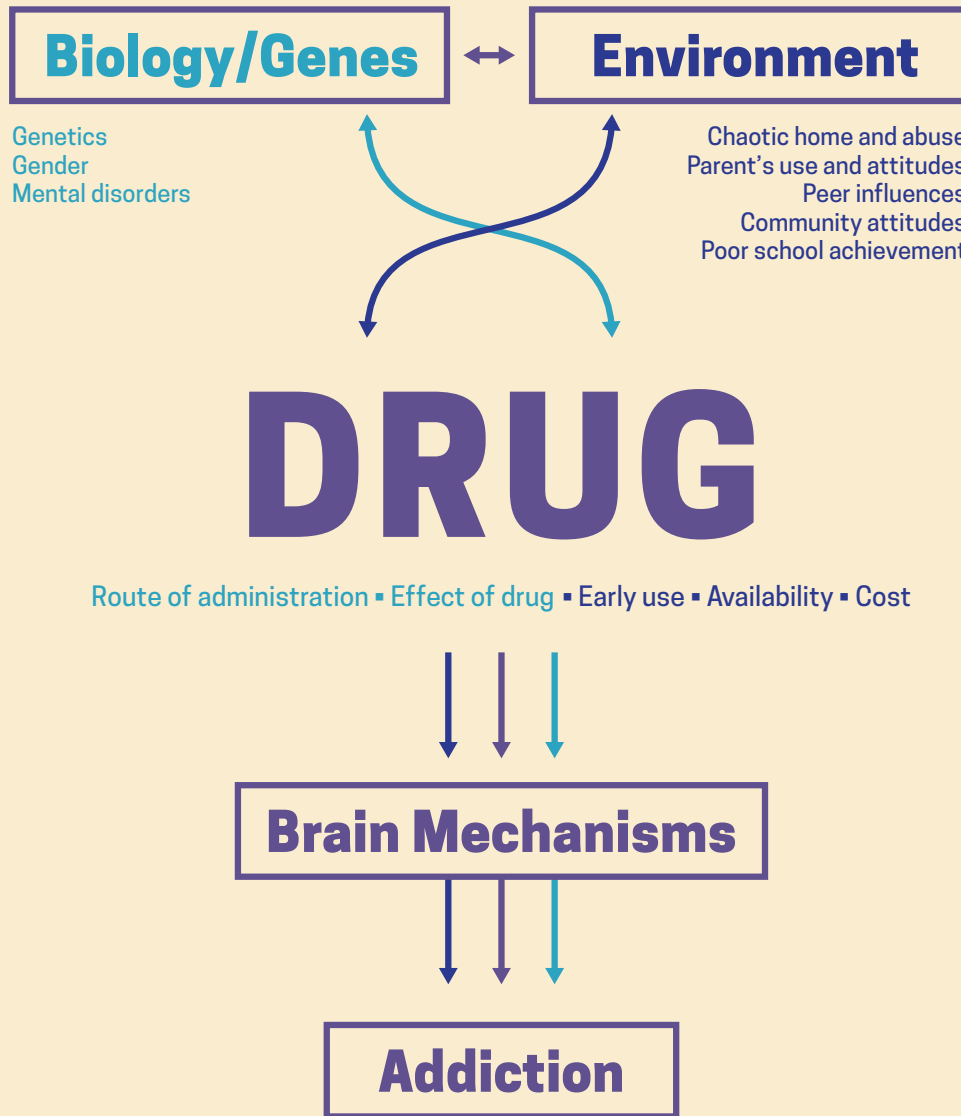 Biology/Genes
Environment
Genetics
Gender
Mental disorders
Chaotic home and abuse
Parent’s use and attitudes
Peer influences
Community attitudes
Poor school achievement
DRUG
Route of administration ▪ Effect of drug ▪ Early use ▪ Availability ▪ Cost
Brain Mechanisms
Addiction